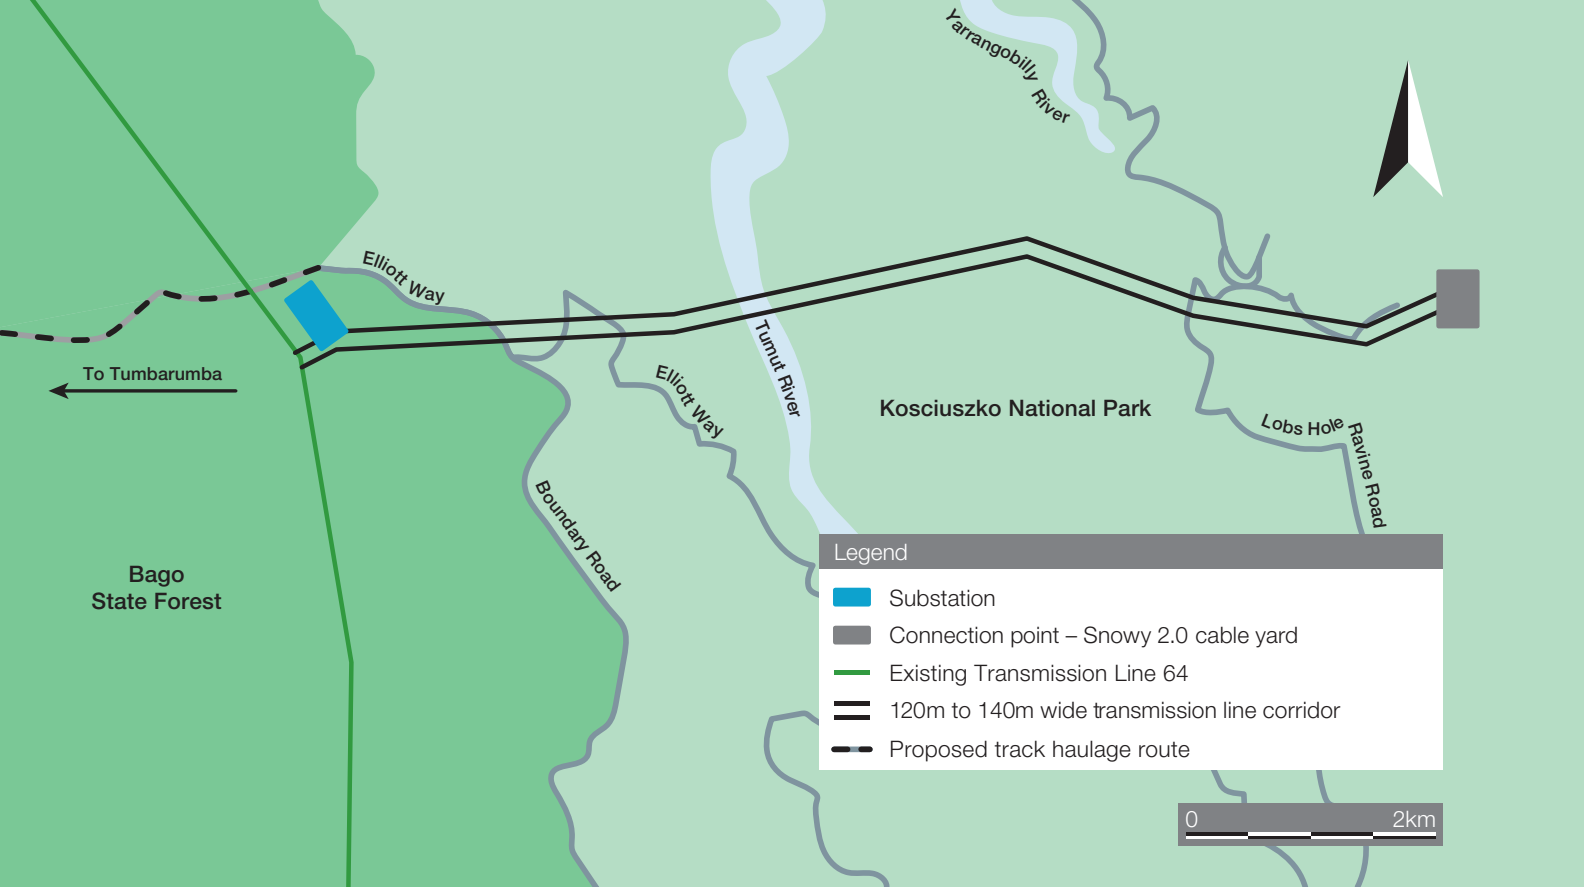 Yarrangobilly
River
Elliott Way
To Tumbarumba
Tumut River
Elliott Way
Kosciuszko National Park
Lobs Hole
Ravine Road
Boundary Road
Bago
State Forest
Legend
Substation
Connection point – Snowy 2.0 cable yard
Existing Transmission Line 64
120m to 140m wide transmission line corridor
Proposed track haulage route
0 2km